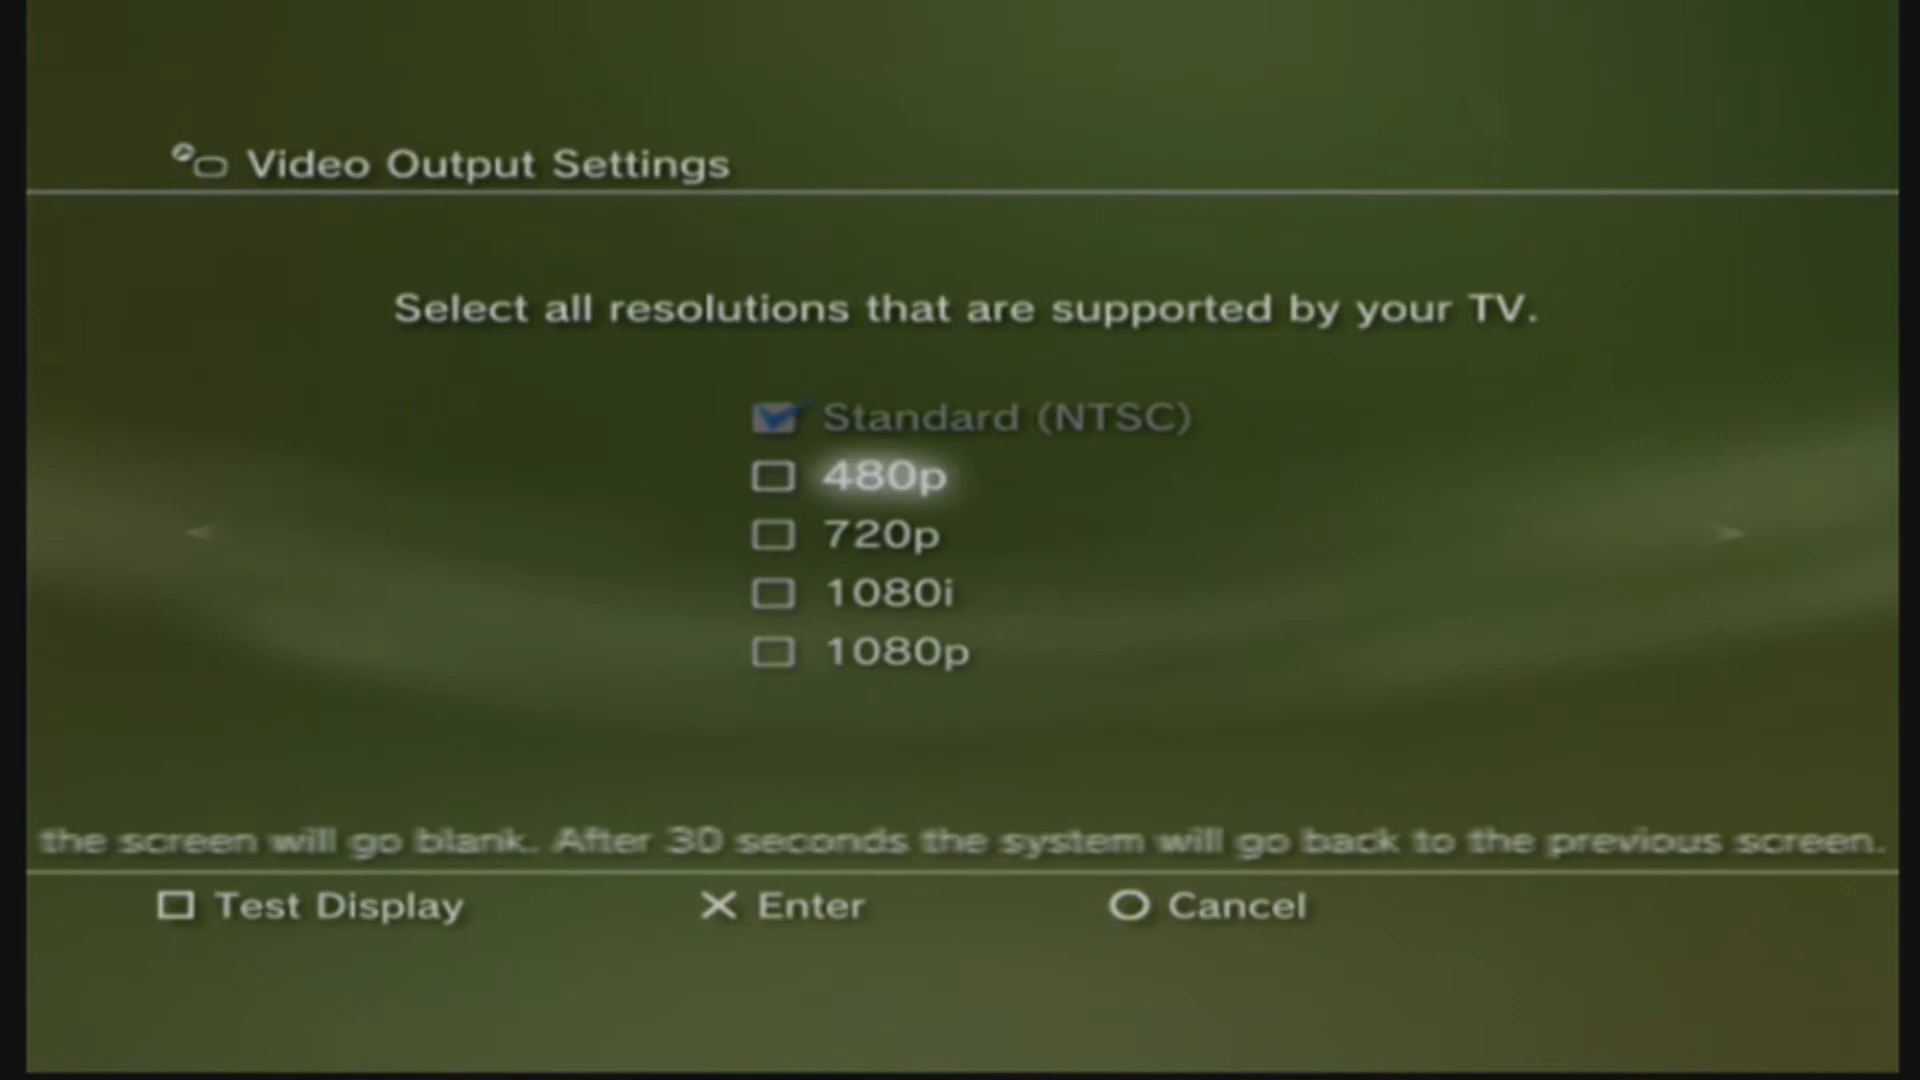 Video Output Settings
Select all resolutions that are supported by your TV.
Standard (NTSC)
480p
720p
1080i
1080p
the screen will go blank. After 30 seconds the system will go back to the previous screen.
Test Display
Enter
Cancel